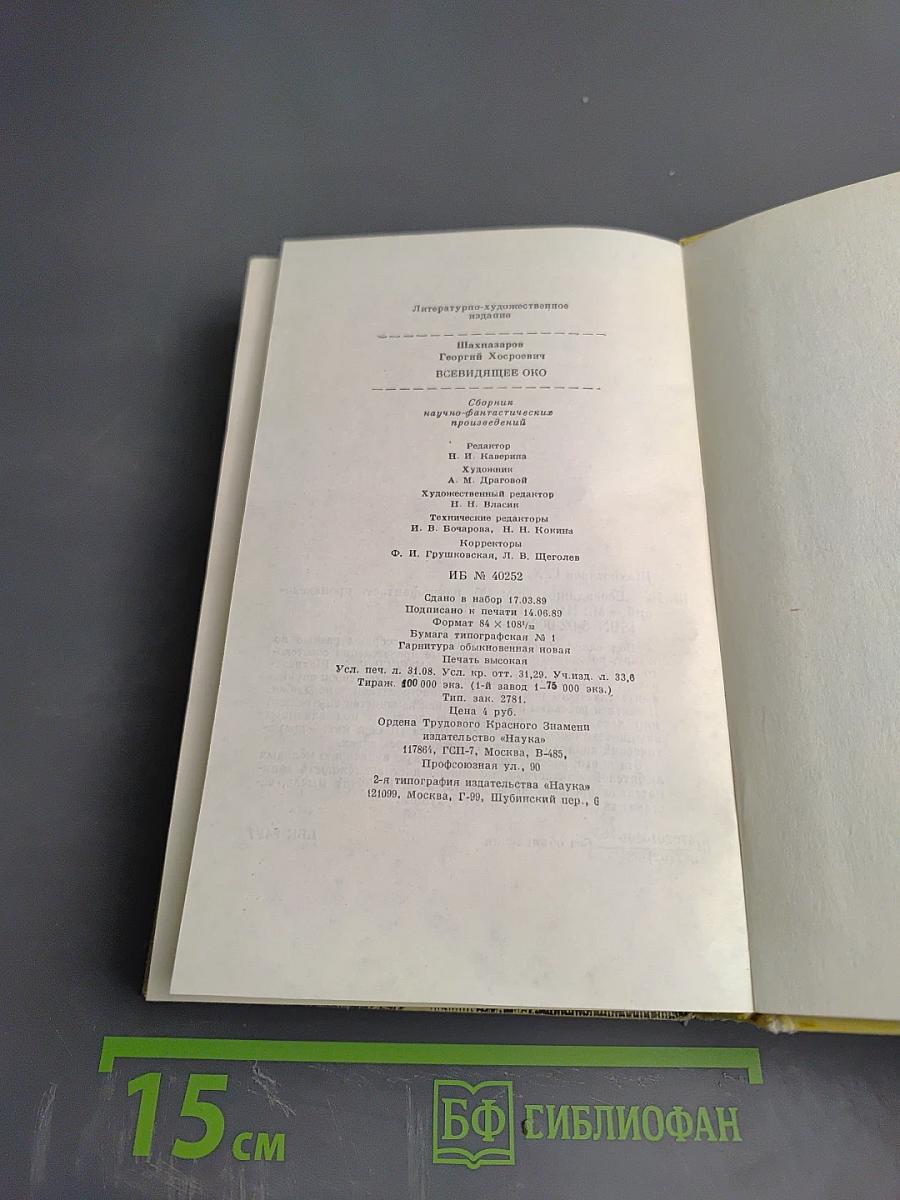 Литературно-художественное
издание
Шахназаров
Георгий Хосроевич
ВСЕВИДЯЩЕЕ ОКО
Сборник
научно-фантастических
произведений
Редактор
Н. И. Каверина
Художник
А. М. Драговой
Художественный редактор
Н. Н. Власик
Технические редакторы
И. В. Бочарова, Н. Н. Кокина
Корректоры
Ф. И. Грушковская, Л. В. Щеголев
ИБ № 40252
Сдано в набор 17.03.89
Подписано к печати 14.06.89
Формат 84 × 108¹/₃₂
Бумага типографская № 1
Гарнитура обыкновенная новая
Печать высокая
Усл. печ. л. 31.08. Усл. кр. отт. 31,29. Уч.изд. л. 33,6
Тираж. 100 000 экз. (1-й завод 1–75 000 экз.)
Тип. зак. 2781.
Цена 4 руб.
Ордена Трудового Красного Знамени
издательство «Наука»
117864, ГСП-7, Москва, В-485,
Профсоюзная ул., 90
2-я типография издательства «Наука»
121099, Москва, Г-99, Шубинский пер., 6
15 см
БФ БИБЛИОФАН